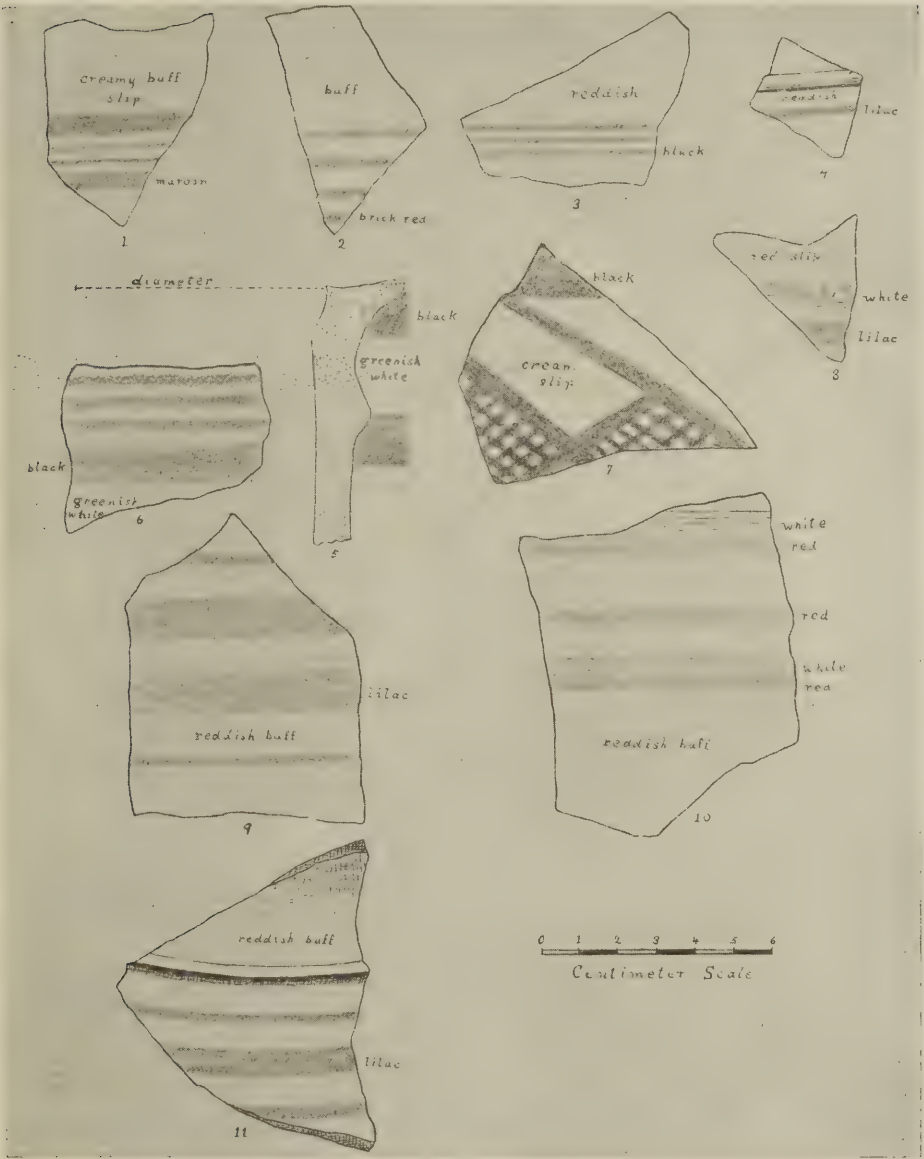 creamy buff
slip
maroon
1
buff
brick red
2
reddish
black
3
reddish
lilac
4
diameter
black
greenish
white
5
black
greenish
white
6
black
cream
slip
7
red slip
white
lilac
8
lilac
reddish buff
9
white
red
red
white
red
reddish buff
10
reddish buff
lilac
11
0 1 2 3 4 5 6
Centimeter Scale